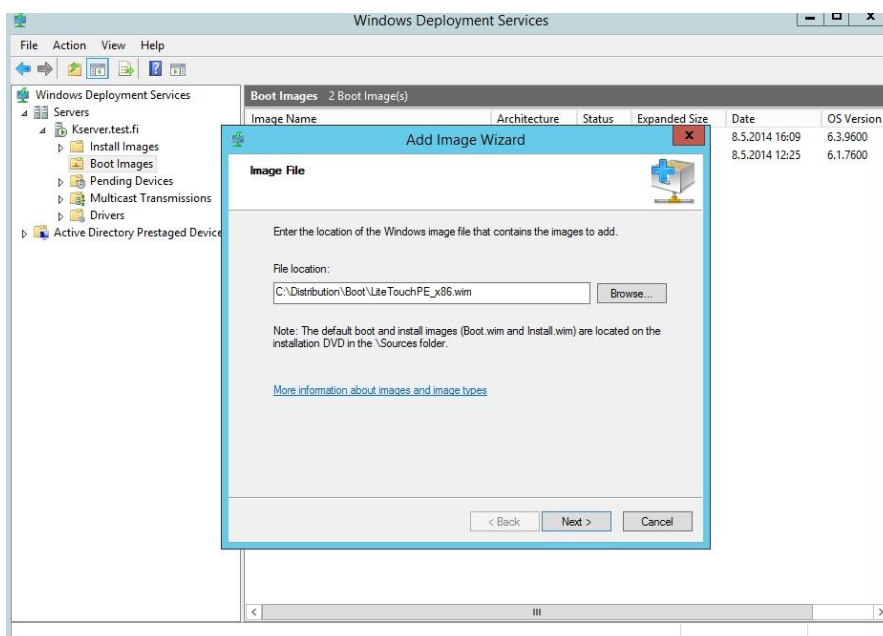 Windows Deployment Services
File Action View Help
Windows Deployment Services
Servers
Kserver.test.fi
Install Images
Boot Images
Pending Devices
Multicast Transmissions
Drivers
Active Directory Prestaged Device
Boot Images 2 Boot Image(s)
Image Name Architecture Status Expanded Size Date OS Version
8.5.2014 16:09 6.3.9600
8.5.2014 12:25 6.1.7600
Add Image Wizard
Image File
Enter the location of the Windows image file that contains the images to add.
File location:
C:\Distribution\Boot\LiteTouchPE_x86.wim
Browse...
Note: The default boot and install images (Boot.wim and Install.wim) are located on the
installation DVD in the \Sources folder.
More information about images and image types
< Back Next > Cancel